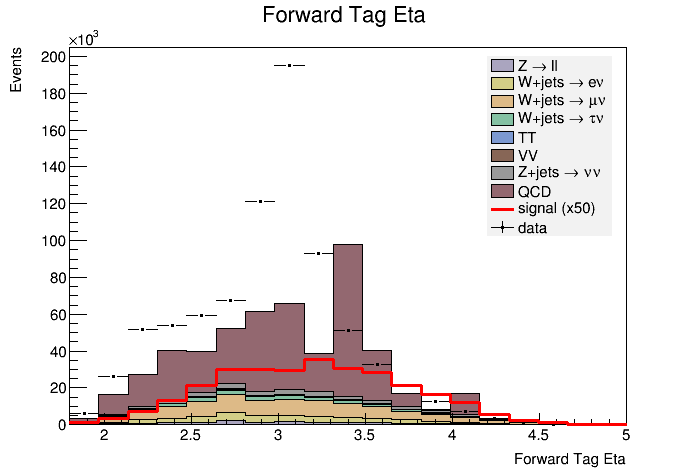 Forward Tag Eta
×10³
Events
200
180
160
140
120
100
80
60
40
20
0
2
2.5
3
3.5
4
4.5
5
Forward Tag Eta
Z → ll
W+jets → eν
W+jets → μν
W+jets → τν
TT
VV
Z+jets → νν
QCD
signal (x50)
data